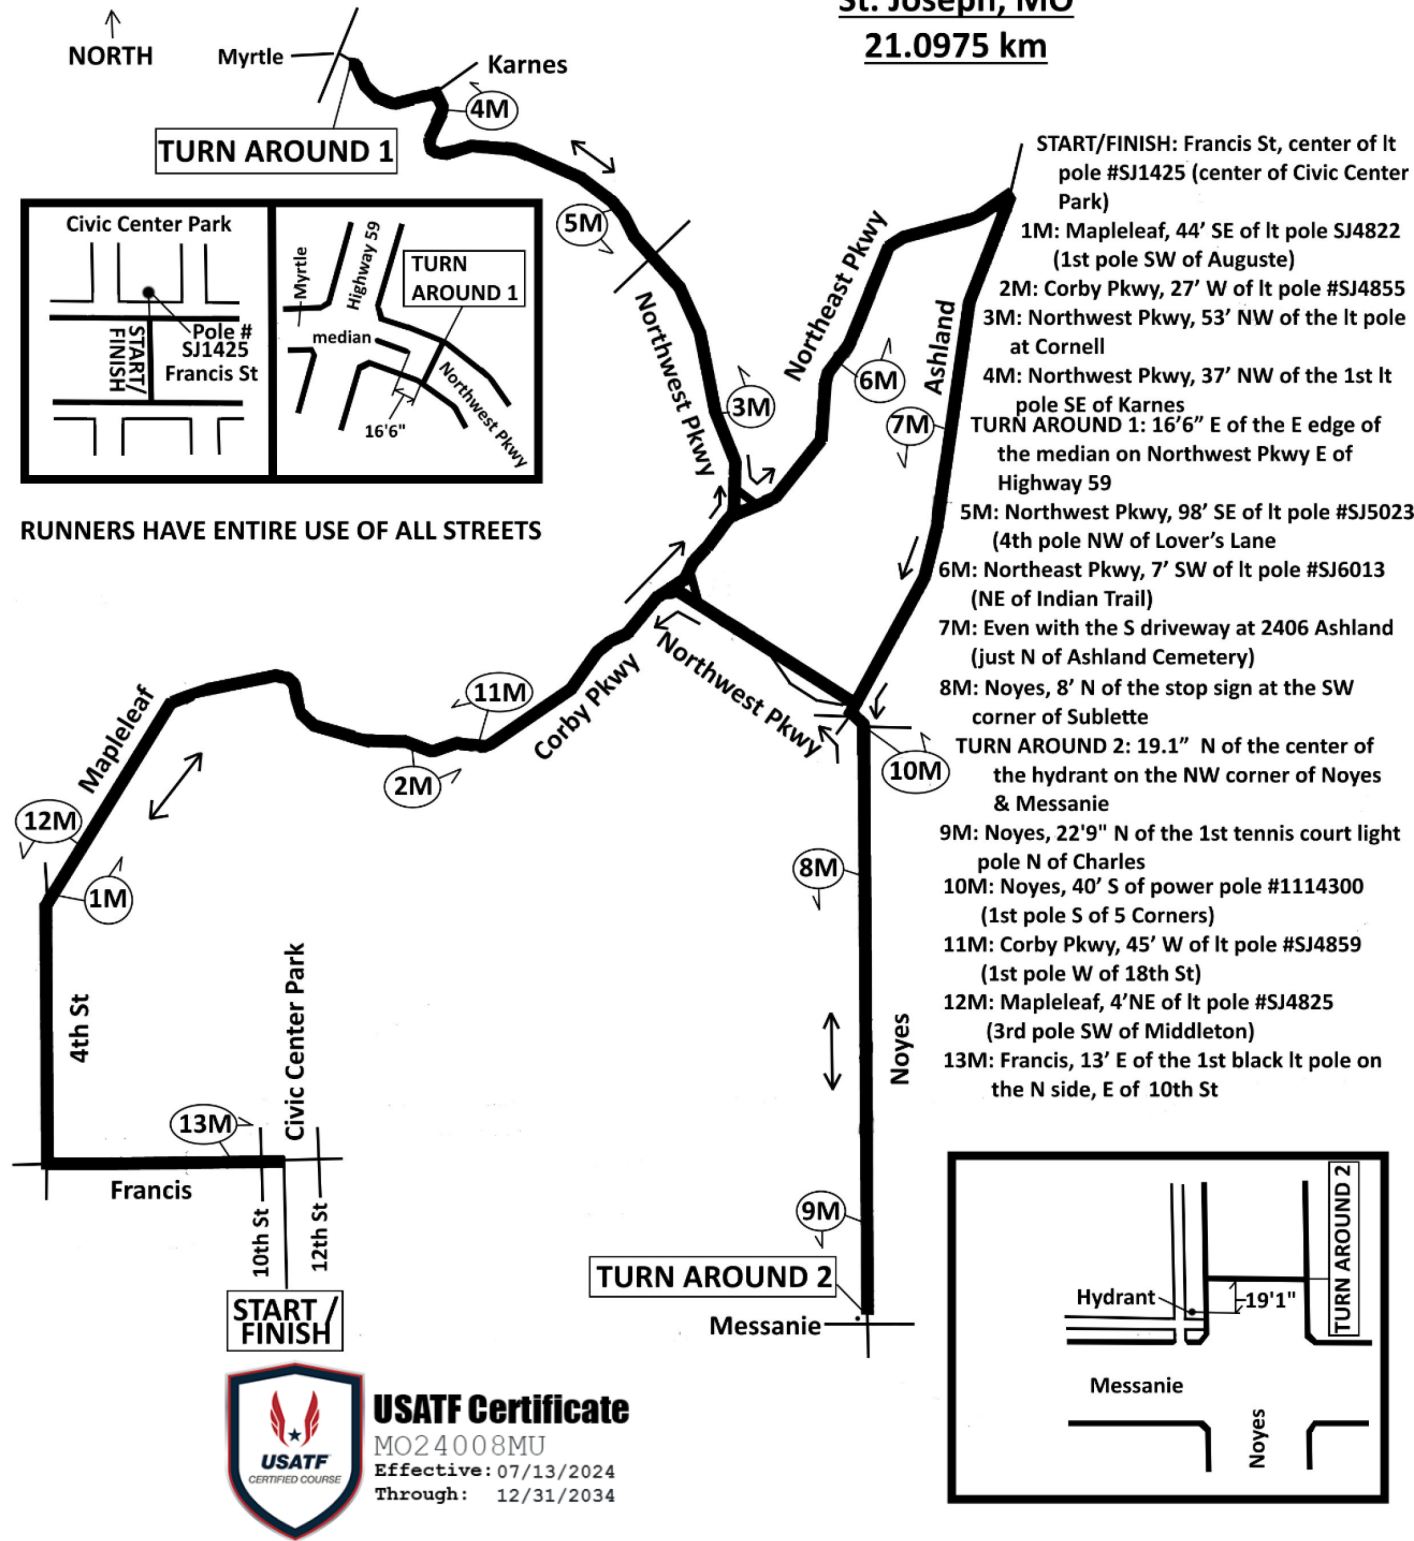 St. Joseph, MO
21.0975 km
NORTH
Myrtle
Karnes
4M
TURN AROUND 1
5M
Civic Center Park
START/
FINISH
Pole #
SJ1425
Francis St
Myrtle
Highway 59
TURN
AROUND 1
median
Northwest Pkwy
16'6"
RUNNERS HAVE ENTIRE USE OF ALL STREETS
Northwest Pkwy
3M
Northeast Pkwy
6M
Ashland
7M
START/FINISH: Francis St, center of lt
pole #SJ1425 (center of Civic Center
Park)
1M: Mapleleaf, 44’ SE of lt pole SJ4822
(1st pole SW of Auguste)
2M: Corby Pkwy, 27’ W of lt pole #SJ4855
3M: Northwest Pkwy, 53’ NW of the lt pole
at Cornell
4M: Northwest Pkwy, 37’ NW of the 1st lt
pole SE of Karnes
TURN AROUND 1: 16’6” E of the E edge of
the median on Northwest Pkwy E of
Highway 59
5M: Northwest Pkwy, 98’ SE of lt pole #SJ5023
(4th pole NW of Lover’s Lane
6M: Northeast Pkwy, 7’ SW of lt pole #SJ6013
(NE of Indian Trail)
7M: Even with the S driveway at 2406 Ashland
(just N of Ashland Cemetery)
8M: Noyes, 8’ N of the stop sign at the SW
corner of Sublette
TURN AROUND 2: 19.1” N of the center of
the hydrant on the NW corner of Noyes
& Messanie
9M: Noyes, 22'9" N of the 1st tennis court light
pole N of Charles
10M: Noyes, 40’ S of power pole #1114300
(1st pole S of 5 Corners)
11M: Corby Pkwy, 45’ W of lt pole #SJ4859
(1st pole W of 18th St)
12M: Mapleleaf, 4’NE of lt pole #SJ4825
(3rd pole SW of Middleton)
13M: Francis, 13’ E of the 1st black lt pole on
the N side, E of 10th St
Mapleleaf
11M
Corby Pkwy
Northwest Pkwy
2M
10M
12M
1M
8M
4th St
Civic Center Park
Noyes
13M
Francis
10th St
12th St
9M
START /
FINISH
TURN AROUND 2
Messanie
Hydrant
19'1"
TURN AROUND 2
Messanie
Noyes
USATF
CERTIFIED COURSE
USATF Certificate
MO24008MU
Effective: 07/13/2024
Through: 12/31/2034